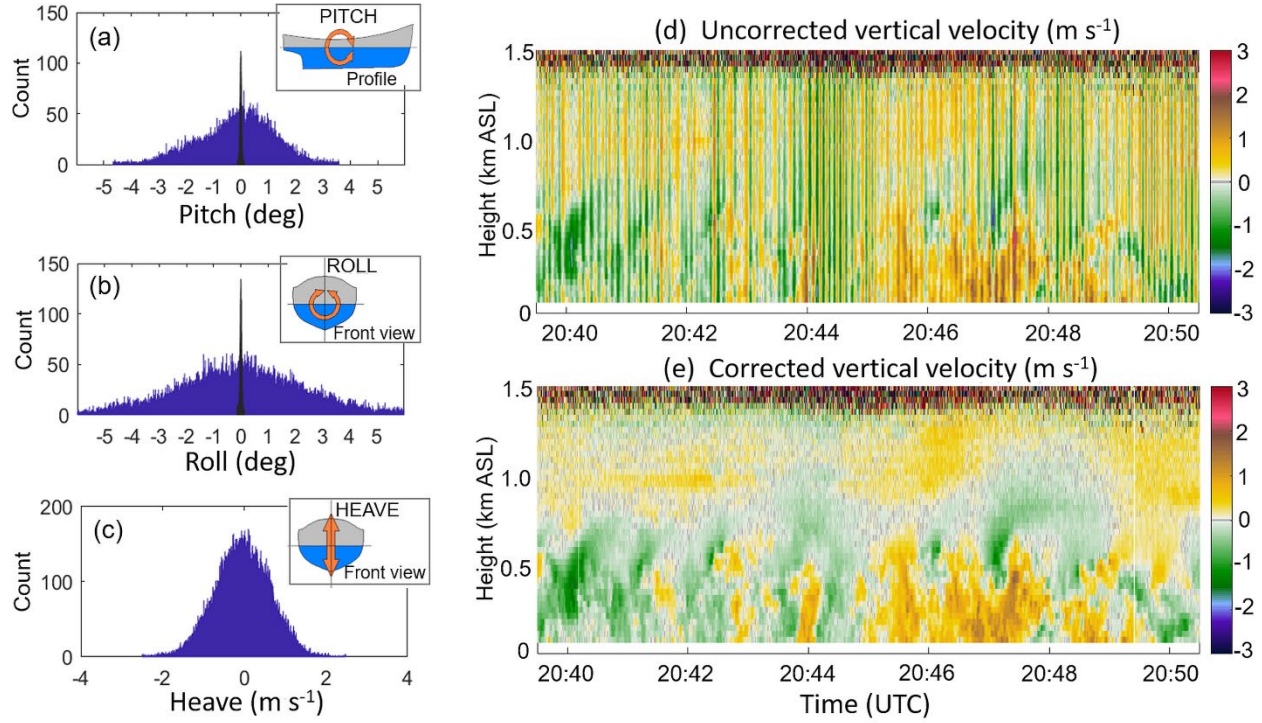 (a)
PITCH
Profile
150
100
50
0
Count
-5 -4 -3 -2 -1 0 1 2 3 4 5
Pitch (deg)
(b)
ROLL
Front view
150
100
50
0
Count
-5 -4 -3 -2 -1 0 1 2 3 4 5
Roll (deg)
(c)
HEAVE
Front view
200
100
0
Count
-4 -2 0 2 4
Heave (m s⁻¹)
(d) Uncorrected vertical velocity (m s⁻¹)
1.5
1.0
0.5
0
Height (km ASL)
20:40 20:42 20:44 20:46 20:48 20:50
3
2
1
0
-1
-2
-3
(e) Corrected vertical velocity (m s⁻¹)
1.5
1.0
0.5
0
Height (km ASL)
20:40 20:42 20:44 20:46 20:48 20:50
Time (UTC)
3
2
1
0
-1
-2
-3